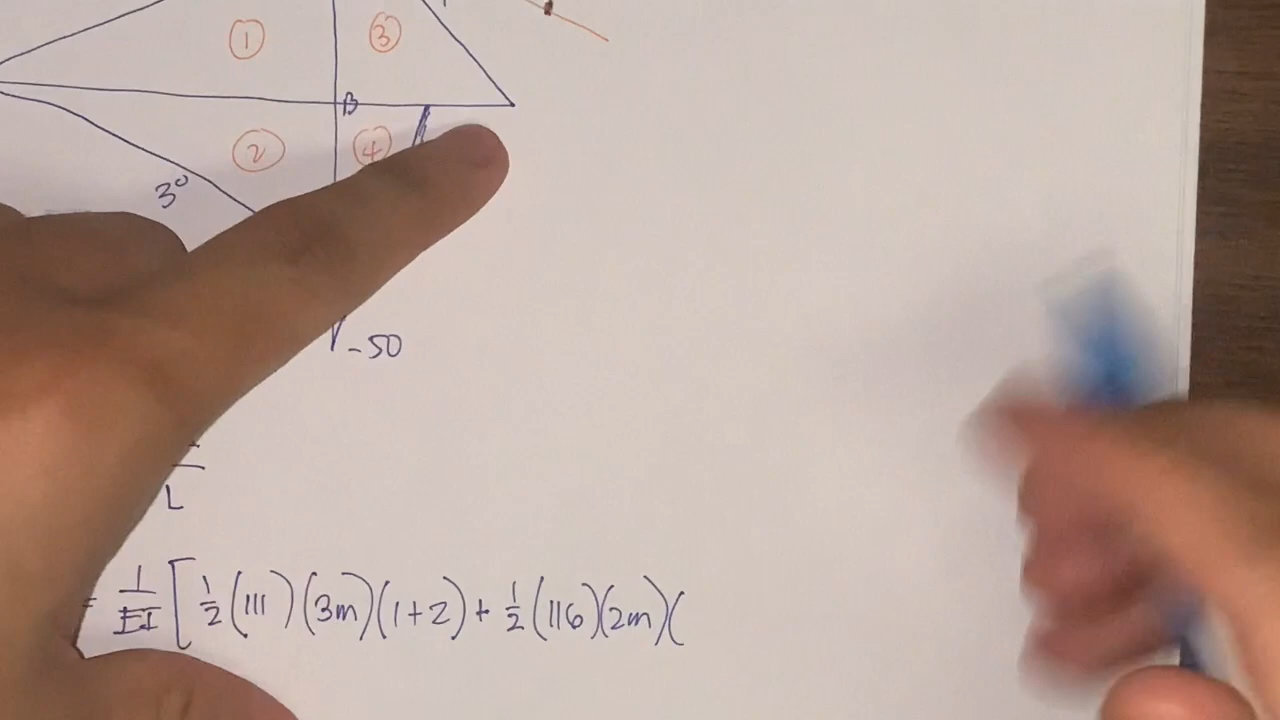 ① ③
B
② ④
3°
-50
L
= 1/EI [ 1/2 (111)(3m)(1+2) + 1/2 (116)(2m)(